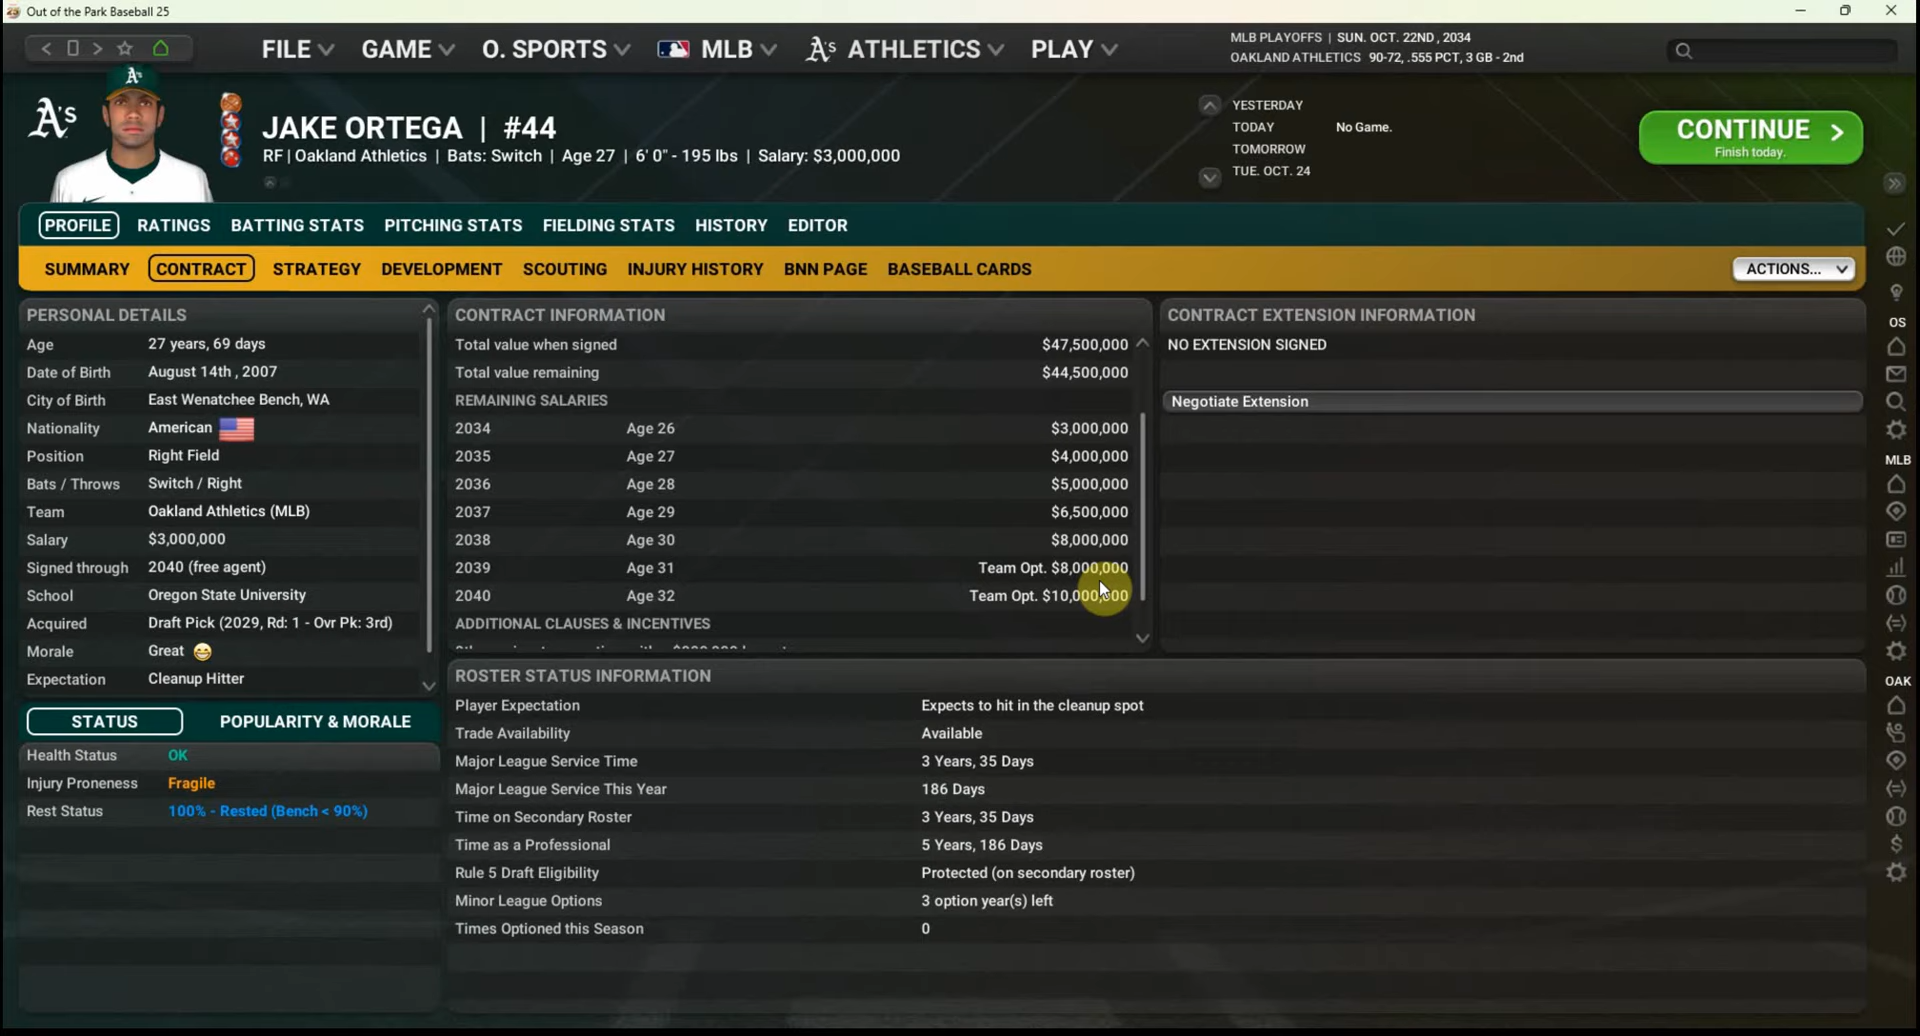 Out of the Park Baseball 25
FILE GAME O. SPORTS MLB A's ATHLETICS PLAY
MLB PLAYOFFS | SUN. OCT. 22ND , 2034
OAKLAND ATHLETICS 90-72, .555 PCT, 3 GB - 2nd
A's
JAKE ORTEGA | #44
RF | Oakland Athletics | Bats: Switch | Age 27 | 6' 0" - 195 lbs | Salary: $3,000,000
YESTERDAY
TODAY No Game.
TOMORROW
TUE. OCT. 24
CONTINUE
Finish today.
PROFILE RATINGS BATTING STATS PITCHING STATS FIELDING STATS HISTORY EDITOR
SUMMARY CONTRACT STRATEGY DEVELOPMENT SCOUTING INJURY HISTORY BNN PAGE BASEBALL CARDS ACTIONS...
PERSONAL DETAILS
Age 27 years, 69 days
Date of Birth August 14th , 2007
City of Birth East Wenatchee Bench, WA
Nationality American
Position Right Field
Bats / Throws Switch / Right
Team Oakland Athletics (MLB)
Salary $3,000,000
Signed through 2040 (free agent)
School Oregon State University
Acquired Draft Pick (2029, Rd: 1 - Ovr Pk: 3rd)
Morale Great
Expectation Cleanup Hitter
STATUS POPULARITY & MORALE
Health Status OK
Injury Proneness Fragile
Rest Status 100% - Rested (Bench < 90%)
CONTRACT INFORMATION
Total value when signed $47,500,000
Total value remaining $44,500,000
REMAINING SALARIES
2034 Age 26 $3,000,000
2035 Age 27 $4,000,000
2036 Age 28 $5,000,000
2037 Age 29 $6,500,000
2038 Age 30 $8,000,000
2039 Age 31 Team Opt. $8,000,000
2040 Age 32 Team Opt. $10,000,000
ADDITIONAL CLAUSES & INCENTIVES
CONTRACT EXTENSION INFORMATION
NO EXTENSION SIGNED
Negotiate Extension
ROSTER STATUS INFORMATION
Player Expectation Expects to hit in the cleanup spot
Trade Availability Available
Major League Service Time 3 Years, 35 Days
Major League Service This Year 186 Days
Time on Secondary Roster 3 Years, 35 Days
Time as a Professional 5 Years, 186 Days
Rule 5 Draft Eligibility Protected (on secondary roster)
Minor League Options 3 option year(s) left
Times Optioned this Season 0
OS
MLB
OAK